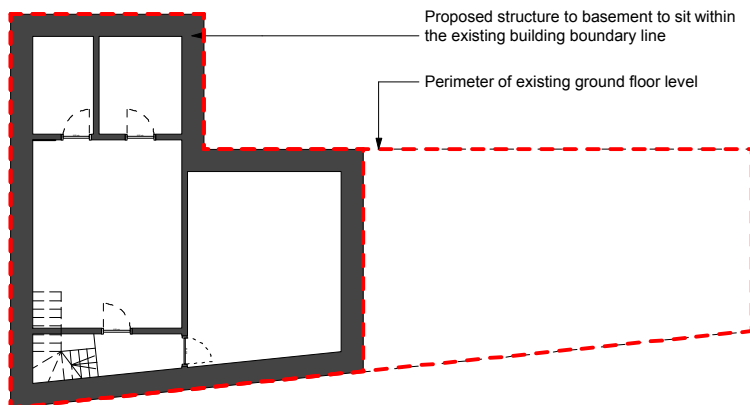 Proposed structure to basement to sit within
the existing building boundary line
Perimeter of existing ground floor level